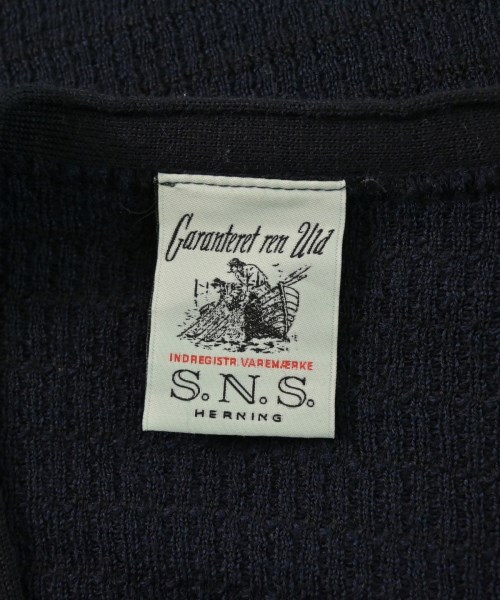 Garanteret ren Uld
INDREGISTR. VAREMÆRKE
S. N. S.
HERNING